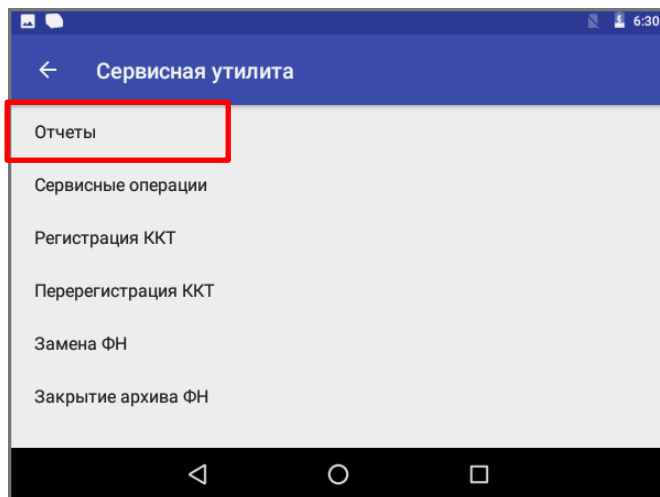 6:30
Сервисная утилита
Отчеты
Сервисные операции
Регистрация ККТ
Перерегистрация ККТ
Замена ФН
Закрытие архива ФН